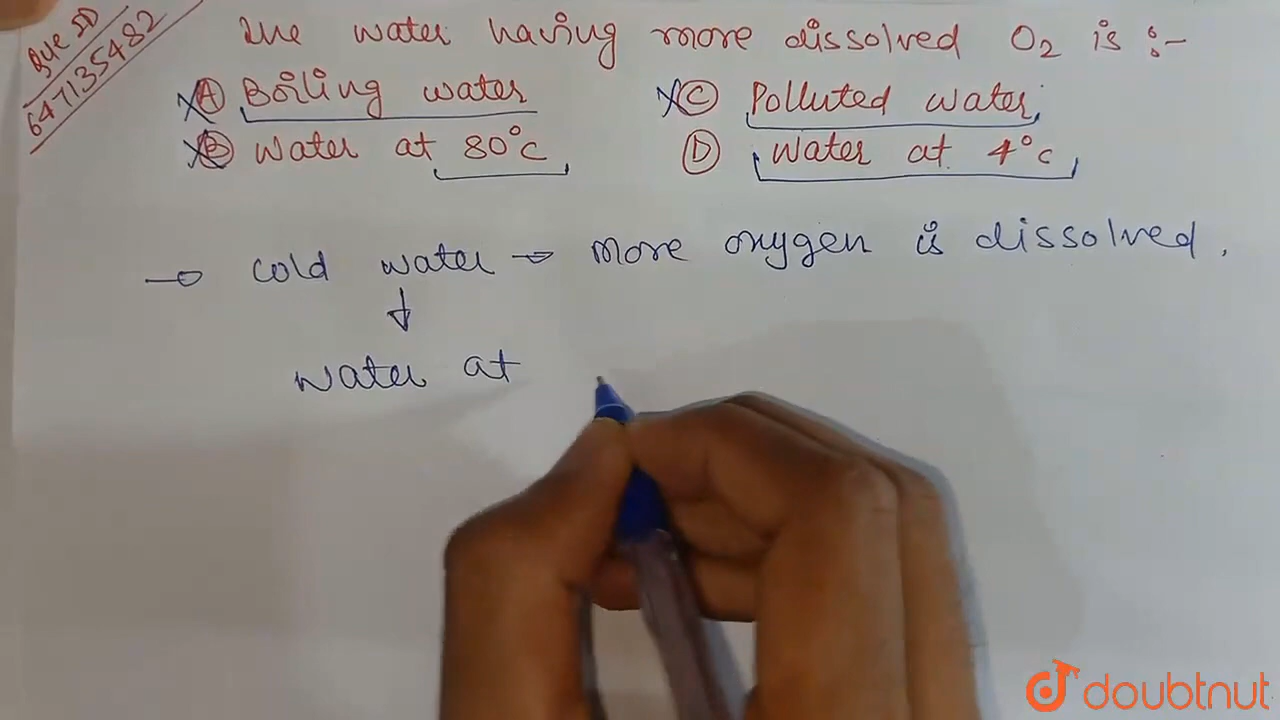 Que ID
647135482
The water having more dissolved O2 is :-
(A) Boiling water
(C) Polluted water
(B) Water at 80°c
(D) Water at 4°c
→ cold water → more oxygen is dissolved.
↓
Water at
doubtnut